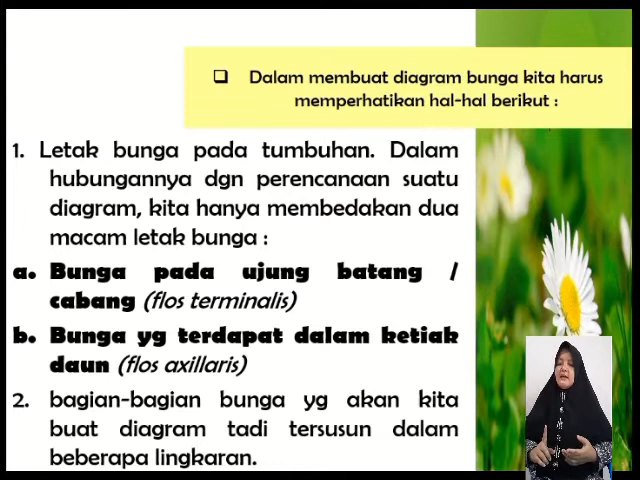 ❑ Dalam membuat diagram bunga kita harus
memperhatikan hal-hal berikut :
1. Letak bunga pada tumbuhan. Dalam
hubungannya dgn perencanaan suatu
diagram, kita hanya membedakan dua
macam letak bunga :
a. Bunga pada ujung batang /
cabang (flos terminalis)
b. Bunga yg terdapat dalam ketiak
daun (flos axillaris)
2. bagian-bagian bunga yg akan kita
buat diagram tadi tersusun dalam
beberapa lingkaran.